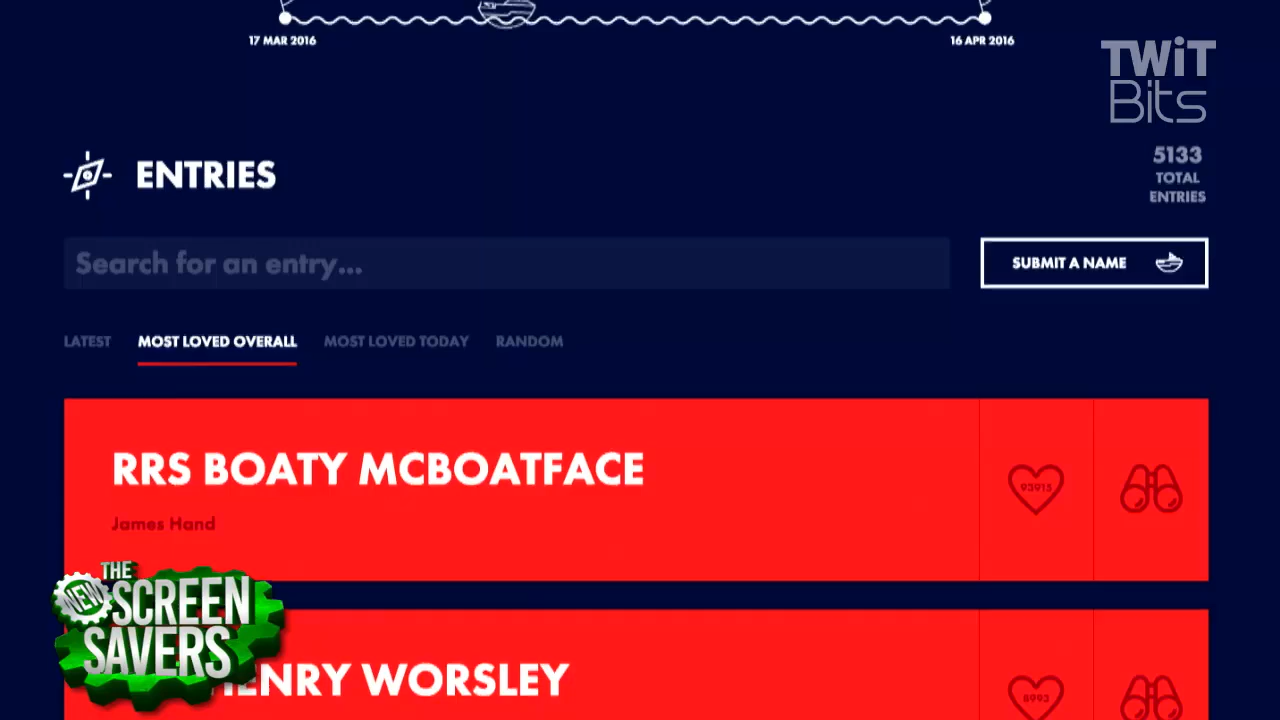 17 MAR 2016
16 APR 2016
TWiT
Bits
ENTRIES
5133
TOTAL
ENTRIES
Search for an entry...
SUBMIT A NAME
LATEST
MOST LOVED OVERALL
MOST LOVED TODAY
RANDOM
RRS BOATY MCBOATFACE
93915
James Hand
THE
NEW
SCREEN
SAVERS
HENRY WORSLEY
8993